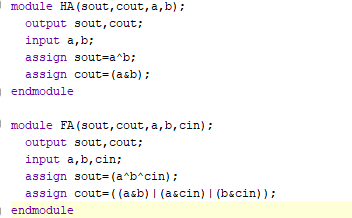 module HA(sout,cout,a,b);
output sout,cout;
input a,b;
assign sout=a^b;
assign cout=(a&b);
endmodule
module FA(sout,cout,a,b,cin);
output sout,cout;
input a,b,cin;
assign sout=(a^b^cin);
assign cout=((a&b)|(a&cin)|(b&cin));
endmodule